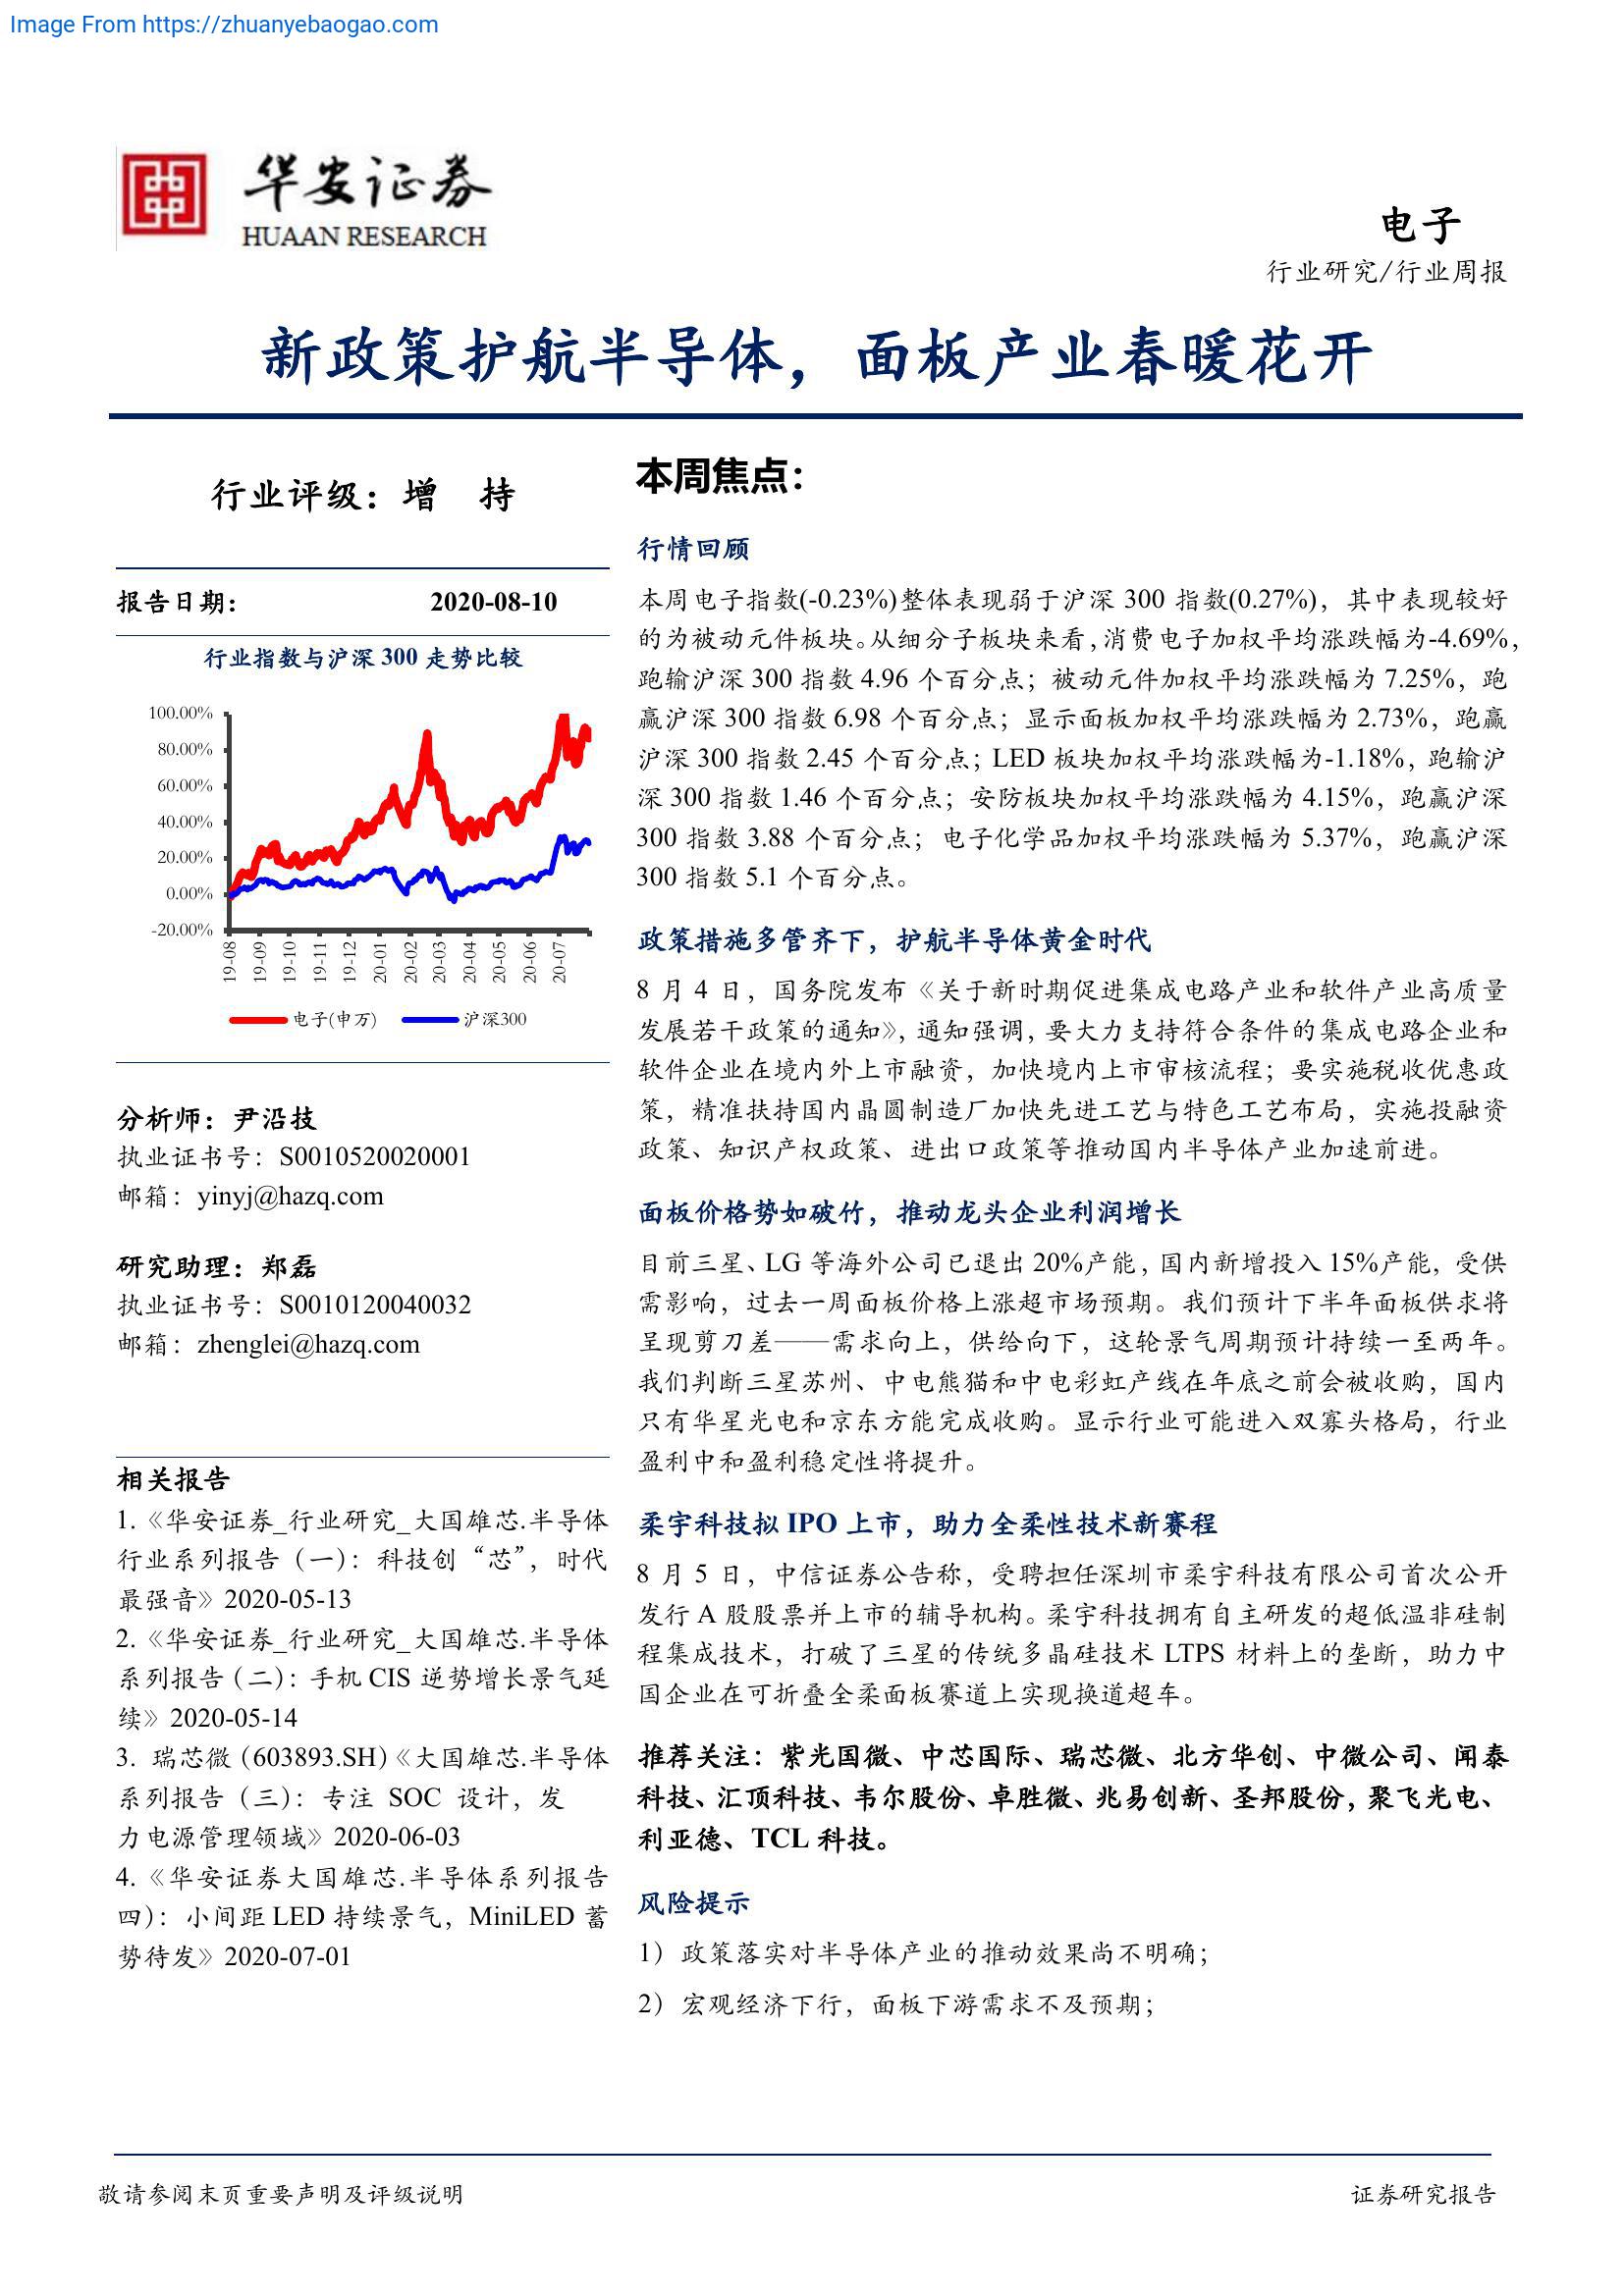 Image From https://zhuanyebaogao.com
华安证券
HUAAN RESEARCH
电子
行业研究/行业周报
新政策护航半导体，面板产业春暖花开
行业评级：增 持
报告日期： 2020-08-10
行业指数与沪深 300 走势比较
100.00%
80.00%
60.00%
40.00%
20.00%
0.00%
-20.00%
19-08
19-09
19-10
19-11
19-12
20-01
20-02
20-03
20-04
20-05
20-06
20-07
电子(申万) 沪深300
分析师：尹沿技
执业证书号：S0010520020001
邮箱：yinyj@hazq.com
研究助理：郑磊
执业证书号：S0010120040032
邮箱：zhenglei@hazq.com
相关报告
1.《华安证券_行业研究_大国雄芯.半导体
行业系列报告（一）：科技创“芯”，时代
最强音》2020-05-13
2.《华安证券_行业研究_大国雄芯.半导体
系列报告（二）：手机 CIS 逆势增长景气延
续》2020-05-14
3. 瑞芯微（603893.SH）《大国雄芯.半导体
系列报告（三）：专注 SOC 设计，发
力电源管理领域》2020-06-03
4.《华安证券大国雄芯.半导体系列报告
四）：小间距 LED 持续景气，MiniLED 蓄
势待发》2020-07-01
本周焦点：
行情回顾
本周电子指数(-0.23%)整体表现弱于沪深 300 指数(0.27%)，其中表现较好
的为被动元件板块。从细分子板块来看，消费电子加权平均涨跌幅为-4.69%，
跑输沪深 300 指数 4.96 个百分点；被动元件加权平均涨跌幅为 7.25%，跑
赢沪深 300 指数 6.98 个百分点；显示面板加权平均涨跌幅为 2.73%，跑赢
沪深 300 指数 2.45 个百分点；LED 板块加权平均涨跌幅为-1.18%，跑输沪
深 300 指数 1.46 个百分点；安防板块加权平均涨跌幅为 4.15%，跑赢沪深
300 指数 3.88 个百分点；电子化学品加权平均涨跌幅为 5.37%，跑赢沪深
300 指数 5.1 个百分点。
政策措施多管齐下，护航半导体黄金时代
8 月 4 日，国务院发布《关于新时期促进集成电路产业和软件产业高质量
发展若干政策的通知》，通知强调，要大力支持符合条件的集成电路企业和
软件企业在境内外上市融资，加快境内上市审核流程；要实施税收优惠政
策，精准扶持国内晶圆制造厂加快先进工艺与特色工艺布局，实施投融资
政策、知识产权政策、进出口政策等推动国内半导体产业加速前进。
面板价格势如破竹，推动龙头企业利润增长
目前三星、LG 等海外公司已退出 20%产能，国内新增投入 15%产能，受供
需影响，过去一周面板价格上涨超市场预期。我们预计下半年面板供求将
呈现剪刀差——需求向上，供给向下，这轮景气周期预计持续一至两年。
我们判断三星苏州、中电熊猫和中电彩虹产线在年底之前会被收购，国内
只有华星光电和京东方能完成收购。显示行业可能进入双寡头格局，行业
盈利中和盈利稳定性将提升。
柔宇科技拟 IPO 上市，助力全柔性技术新赛程
8 月 5 日，中信证券公告称，受聘担任深圳市柔宇科技有限公司首次公开
发行 A 股股票并上市的辅导机构。柔宇科技拥有自主研发的超低温非硅制
程集成技术，打破了三星的传统多晶硅技术 LTPS 材料上的垄断，助力中
国企业在可折叠全柔面板赛道上实现换道超车。
推荐关注：紫光国微、中芯国际、瑞芯微、北方华创、中微公司、闻泰
科技、汇顶科技、韦尔股份、卓胜微、兆易创新、圣邦股份，聚飞光电、
利亚德、TCL 科技。
风险提示
1）政策落实对半导体产业的推动效果尚不明确；
2）宏观经济下行，面板下游需求不及预期；
敬请参阅末页重要声明及评级说明 证券研究报告